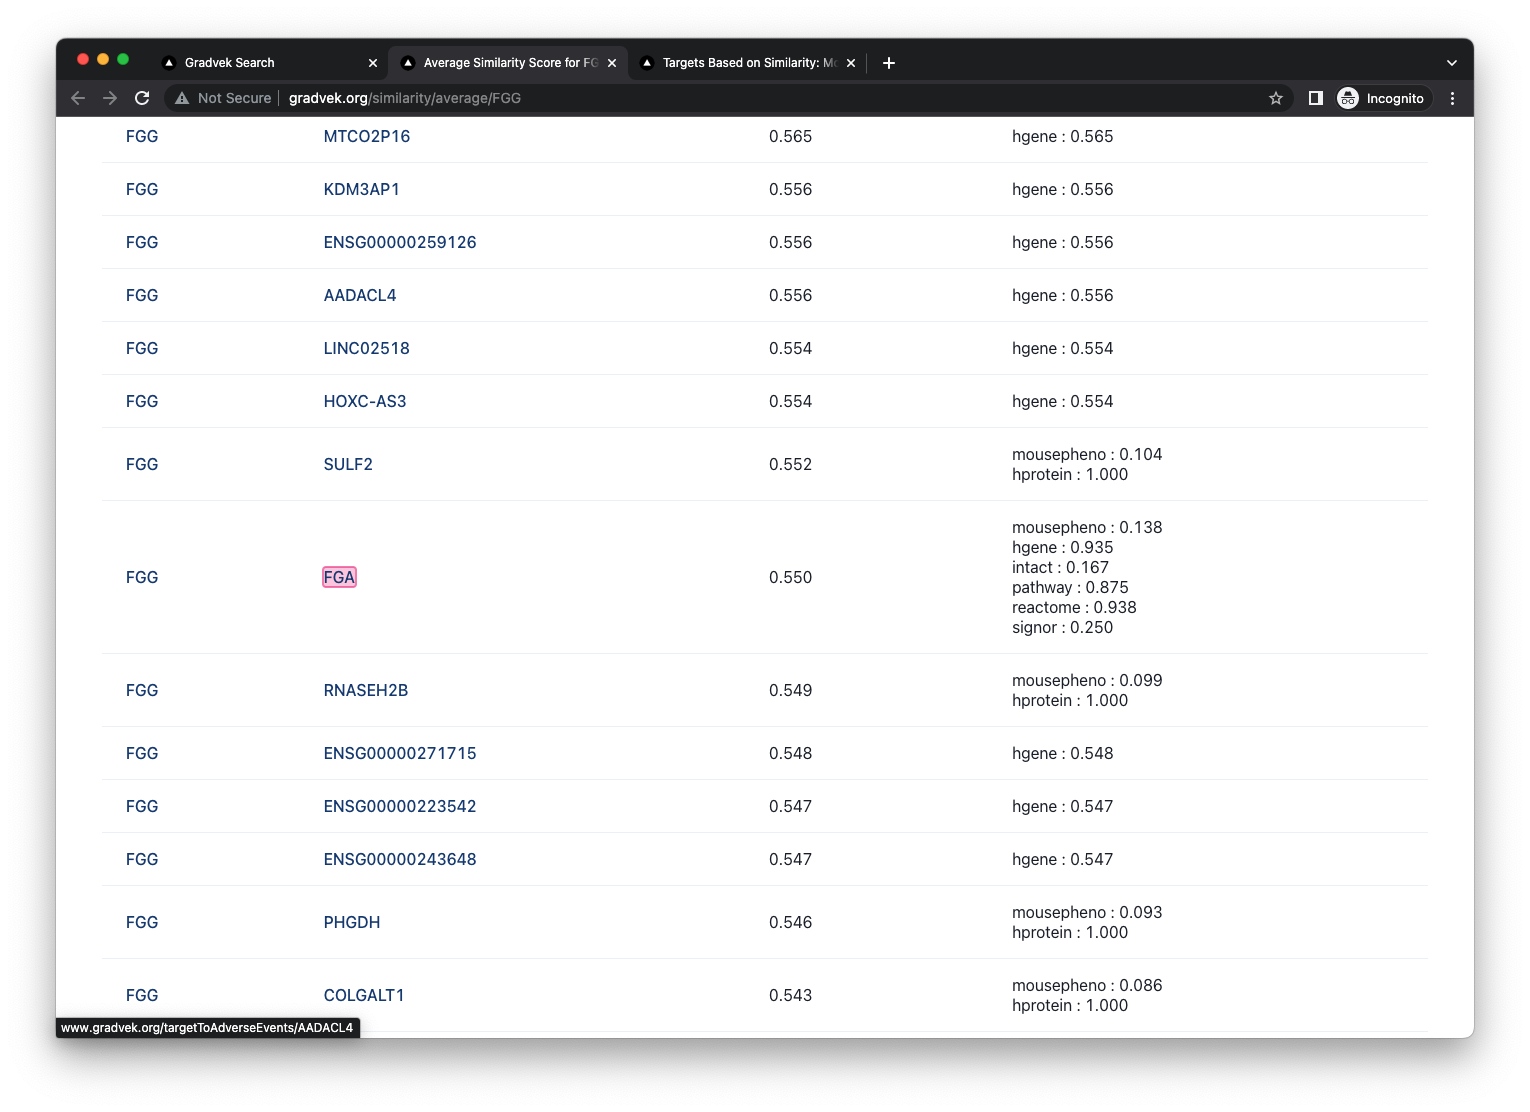 Gradvek Search
Average Similarity Score for FG
Targets Based on Similarity: Mo
Not Secure gradvek.org/similarity/average/FGG Incognito
FGG MTCO2P16 0.565 hgene : 0.565
FGG KDM3AP1 0.556 hgene : 0.556
FGG ENSG00000259126 0.556 hgene : 0.556
FGG AADACL4 0.556 hgene : 0.556
FGG LINC02518 0.554 hgene : 0.554
FGG HOXC-AS3 0.554 hgene : 0.554
FGG SULF2 0.552 mousepheno : 0.104
hprotein : 1.000
FGG FGA 0.550 mousepheno : 0.138
hgene : 0.935
intact : 0.167
pathway : 0.875
reactome : 0.938
signor : 0.250
FGG RNASEH2B 0.549 mousepheno : 0.099
hprotein : 1.000
FGG ENSG00000271715 0.548 hgene : 0.548
FGG ENSG00000223542 0.547 hgene : 0.547
FGG ENSG00000243648 0.547 hgene : 0.547
FGG PHGDH 0.546 mousepheno : 0.093
hprotein : 1.000
FGG COLGALT1 0.543 mousepheno : 0.086
hprotein : 1.000
www.gradvek.org/targetToAdverseEvents/AADACL4